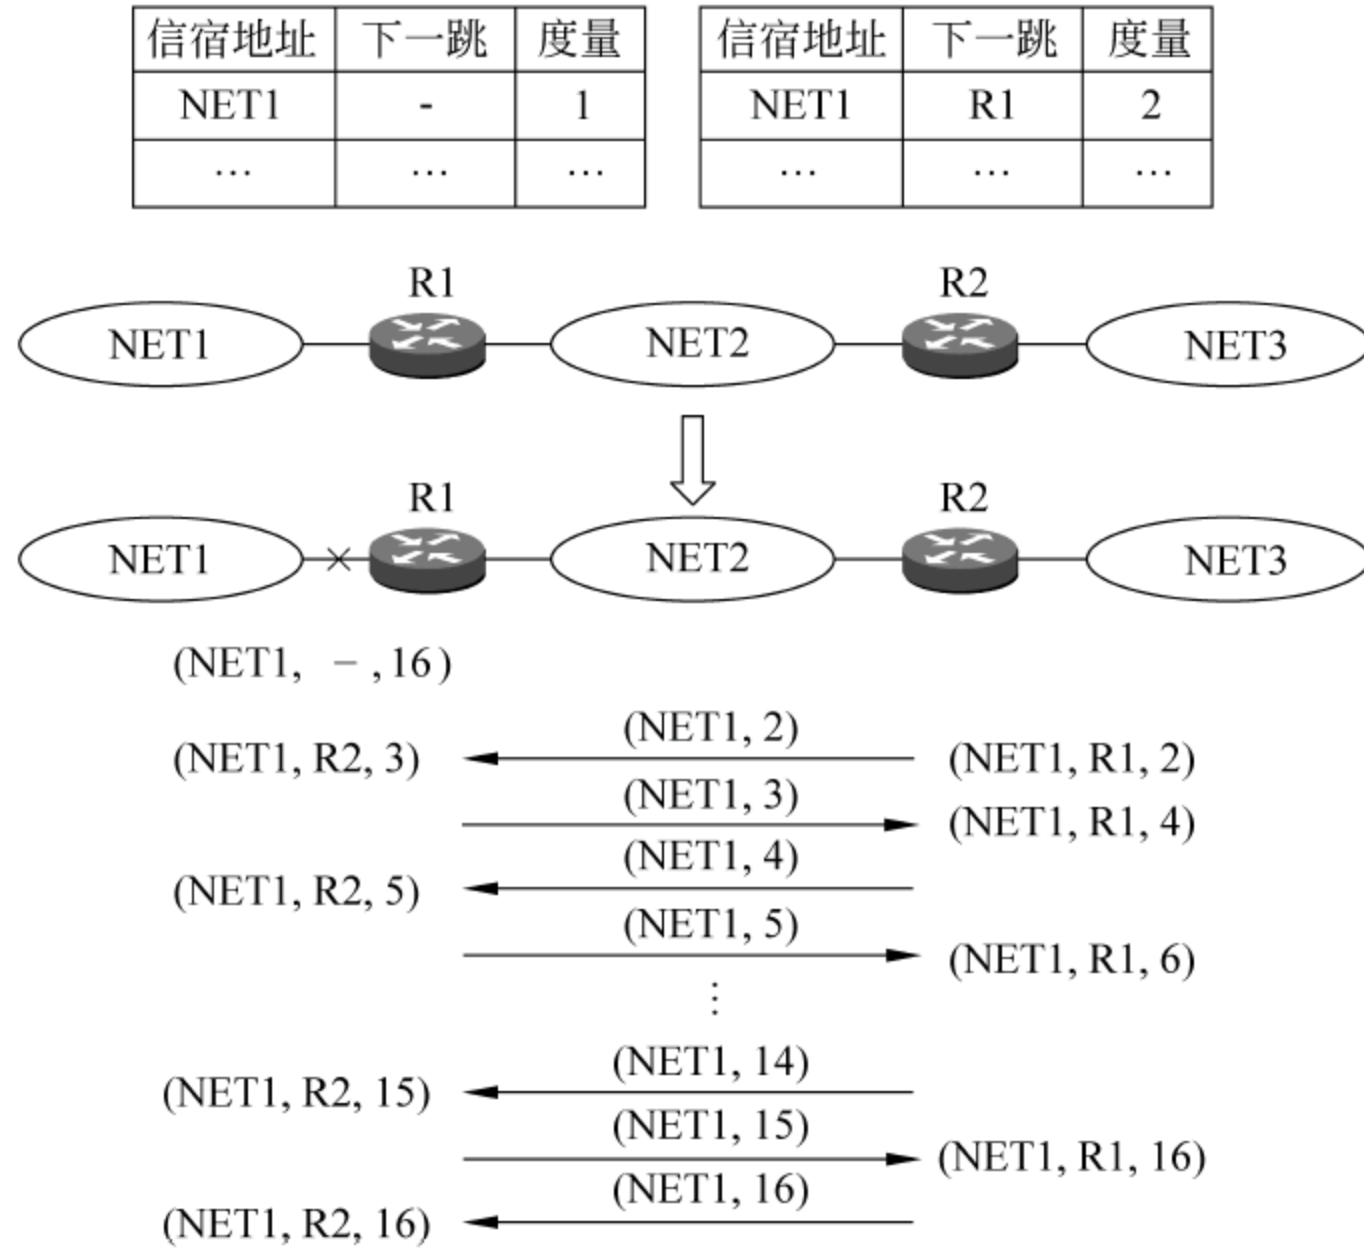 信宿地址 下一跳 度量 信宿地址 下一跳 度量
NET1 - 1 NET1 R1 2
… … … … … …
R1 R2
NET1 NET2 NET3
R1 R2
NET1 × NET2 NET3
(NET1, － , 16)
(NET1, 2)
(NET1, R2, 3) (NET1, R1, 2)
(NET1, 3)
(NET1, R1, 4)
(NET1, 4)
(NET1, R2, 5)
(NET1, 5)
(NET1, R1, 6)
⋮
(NET1, 14)
(NET1, R2, 15)
(NET1, 15)
(NET1, R1, 16)
(NET1, 16)
(NET1, R2, 16)